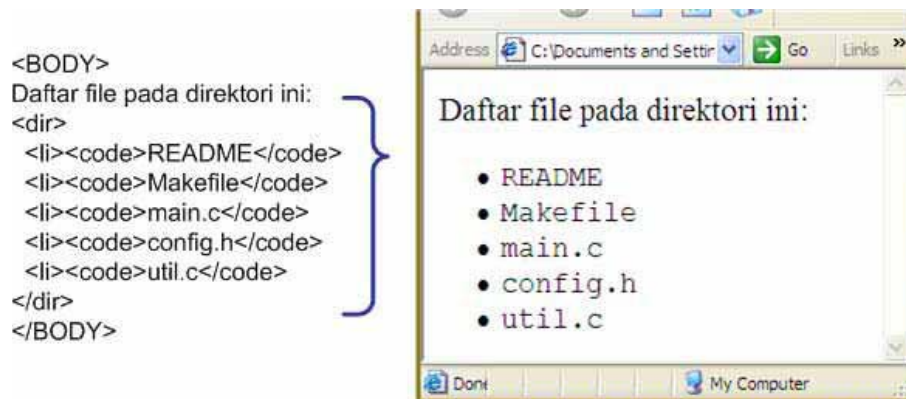 <BODY>
Daftar file pada direktori ini:
<dir>
<li><code>README</code>
<li><code>Makefile</code>
<li><code>main.c</code>
<li><code>config.h</code>
<li><code>util.c</code>
</dir>
</BODY>
Address C:\Documents and Settir Go Links »
Daftar file pada direktori ini:
• README
• Makefile
• main.c
• config.h
• util.c
Done My Computer